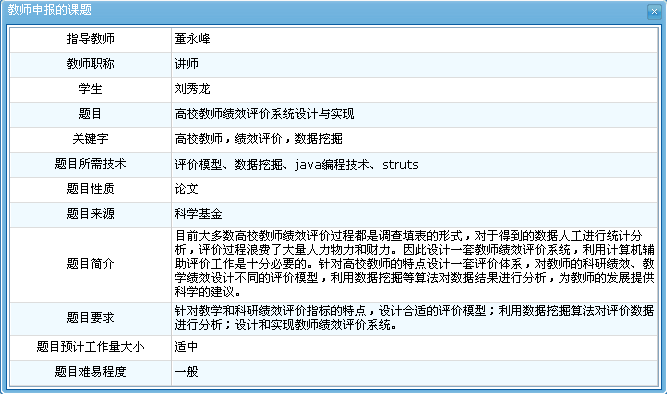 教师申报的课题
指导教师 董永峰
教师职称 讲师
学生 刘秀龙
题目 高校教师绩效评价系统设计与实现
关键字 高校教师，绩效评价，数据挖掘
题目所需技术 评价模型、数据挖掘、java编程技术、struts
题目性质 论文
题目来源 科学基金
目前大多数高校教师绩效评价过程都是调查填表的形式，对于得到的数据人工进行统计分
析，评价过程浪费了大量人力物力和财力。因此设计一套教师绩效评价系统，利用计算机辅
题目简介 助评价工作是十分必要的。针对高校教师的特点设计一套评价体系，对教师的科研绩效、教
学绩效设计不同的评价模型，利用数据挖掘等算法对数据结果进行分析，为教师的发展提供
科学的建议。
题目要求 针对教学和科研绩效评价指标的特点，设计合适的评价模型；利用数据挖掘算法对评价数据
进行分析；设计和实现教师绩效评价系统。
题目预计工作量大小 适中
题目难易程度 一般